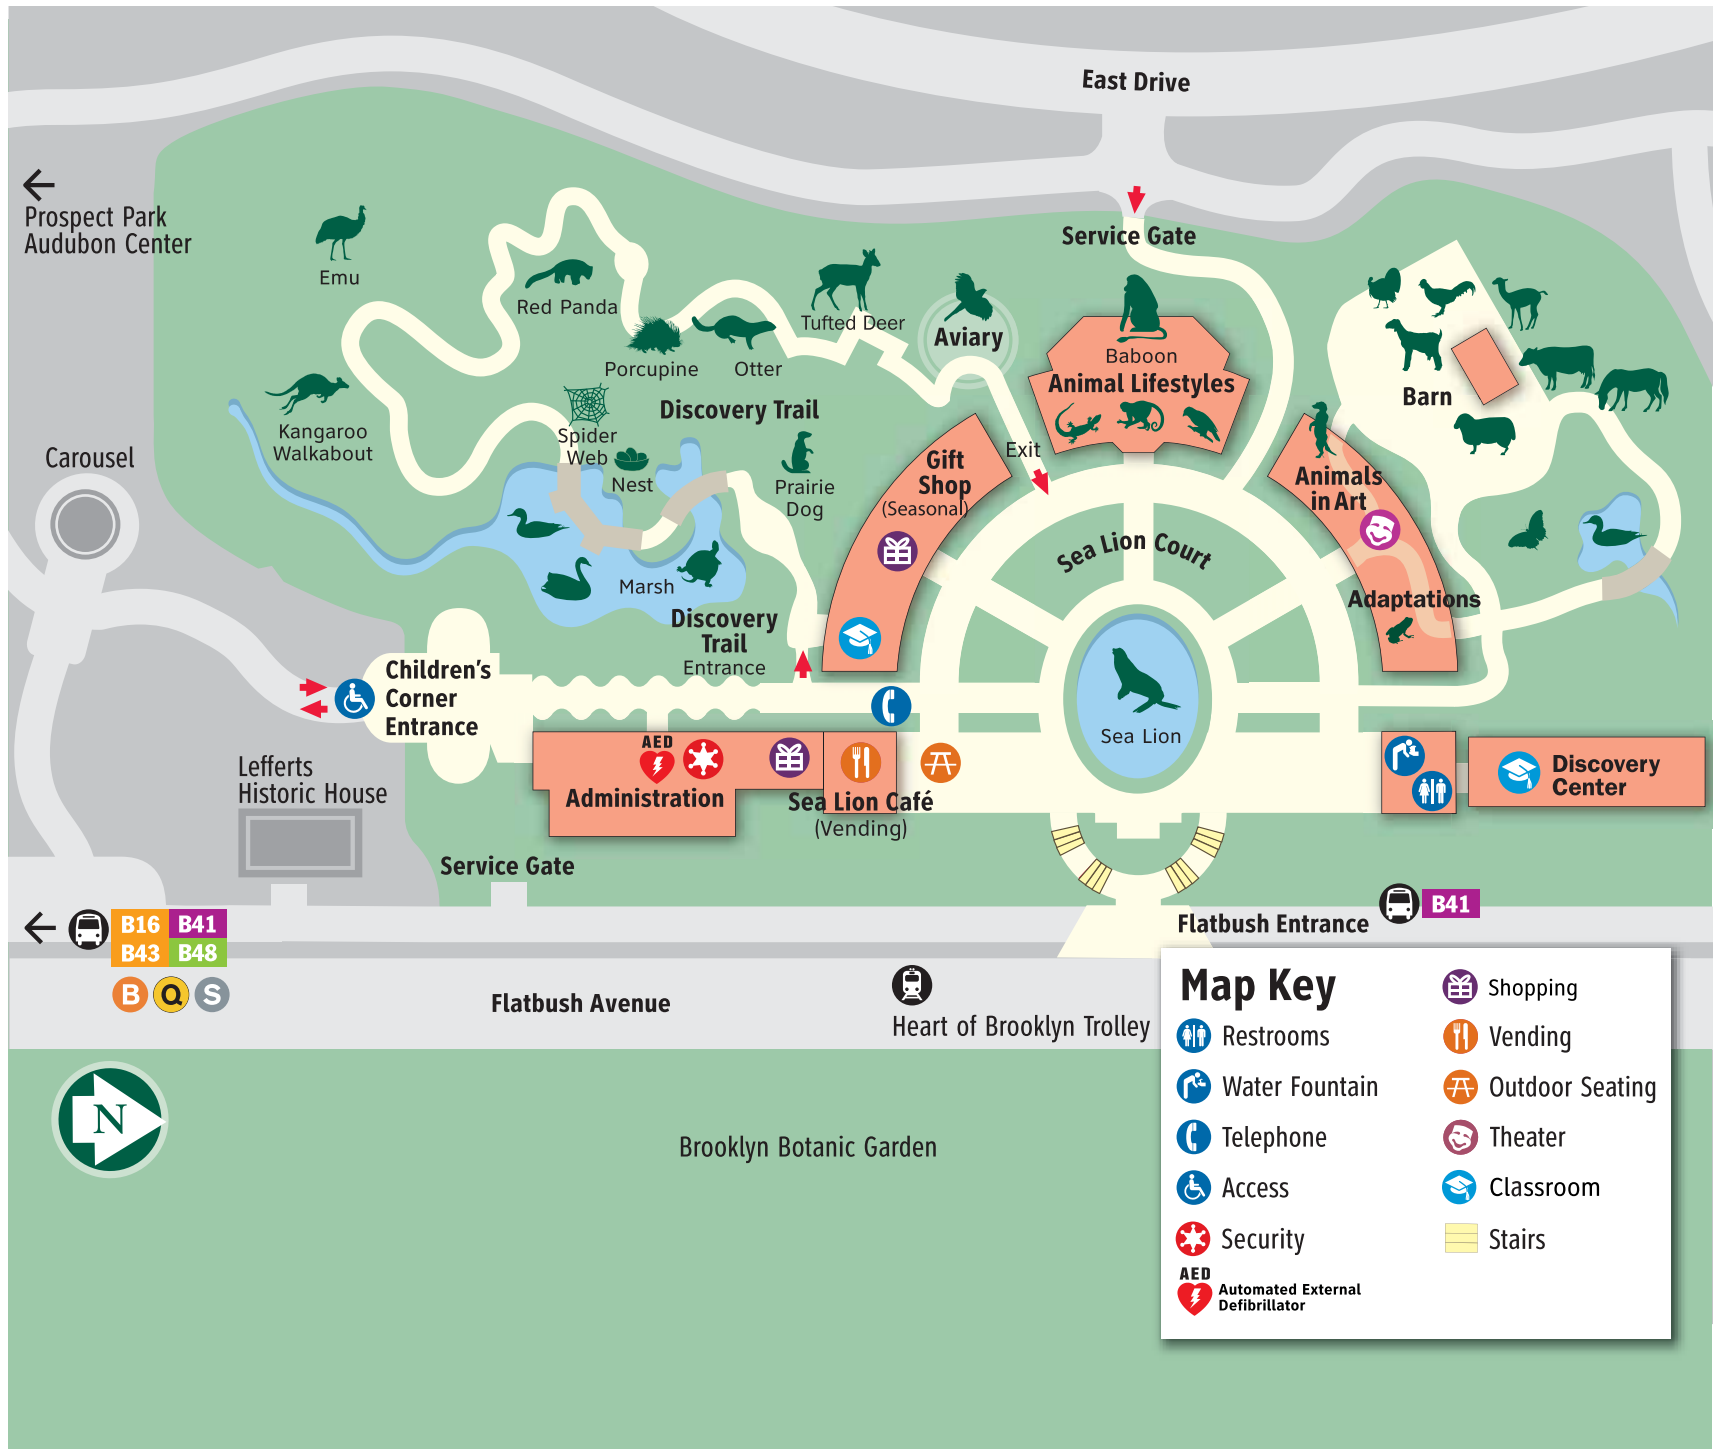 East Drive
Prospect Park
Audubon Center
Service Gate
Emu
Red Panda
Tufted Deer
Aviary
Porcupine
Otter
Baboon
Animal Lifestyles
Barn
Discovery Trail
Kangaroo
Walkabout
Spider
Web
Nest
Prairie
Dog
Exit
Carousel
Gift
Shop
(Seasonal)
Animals
in Art
Sea Lion Court
Marsh
Adaptations
Discovery
Trail
Entrance
Children's
Corner
Entrance
Sea Lion
AED
Administration
Sea Lion Café
(Vending)
Discovery
Center
Lefferts
Historic House
Service Gate
B16
B41
B43
B48
B
Q
S
B41
Flatbush Entrance
Flatbush Avenue
Heart of Brooklyn Trolley
N
Brooklyn Botanic Garden
Map Key
Restrooms
Water Fountain
Telephone
Access
Security
AED
Automated External
Defibrillator
Shopping
Vending
Outdoor Seating
Theater
Classroom
Stairs